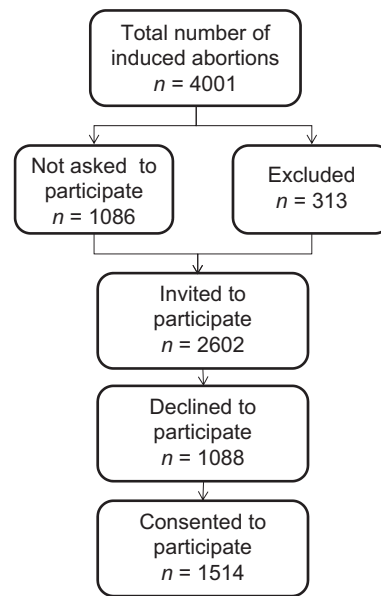 Total number of
induced abortions
n = 4001
Not asked to
participate
n = 1086
Excluded
n = 313
Invited to
participate
n = 2602
Declined to
participate
n = 1088
Consented to
participate
n = 1514